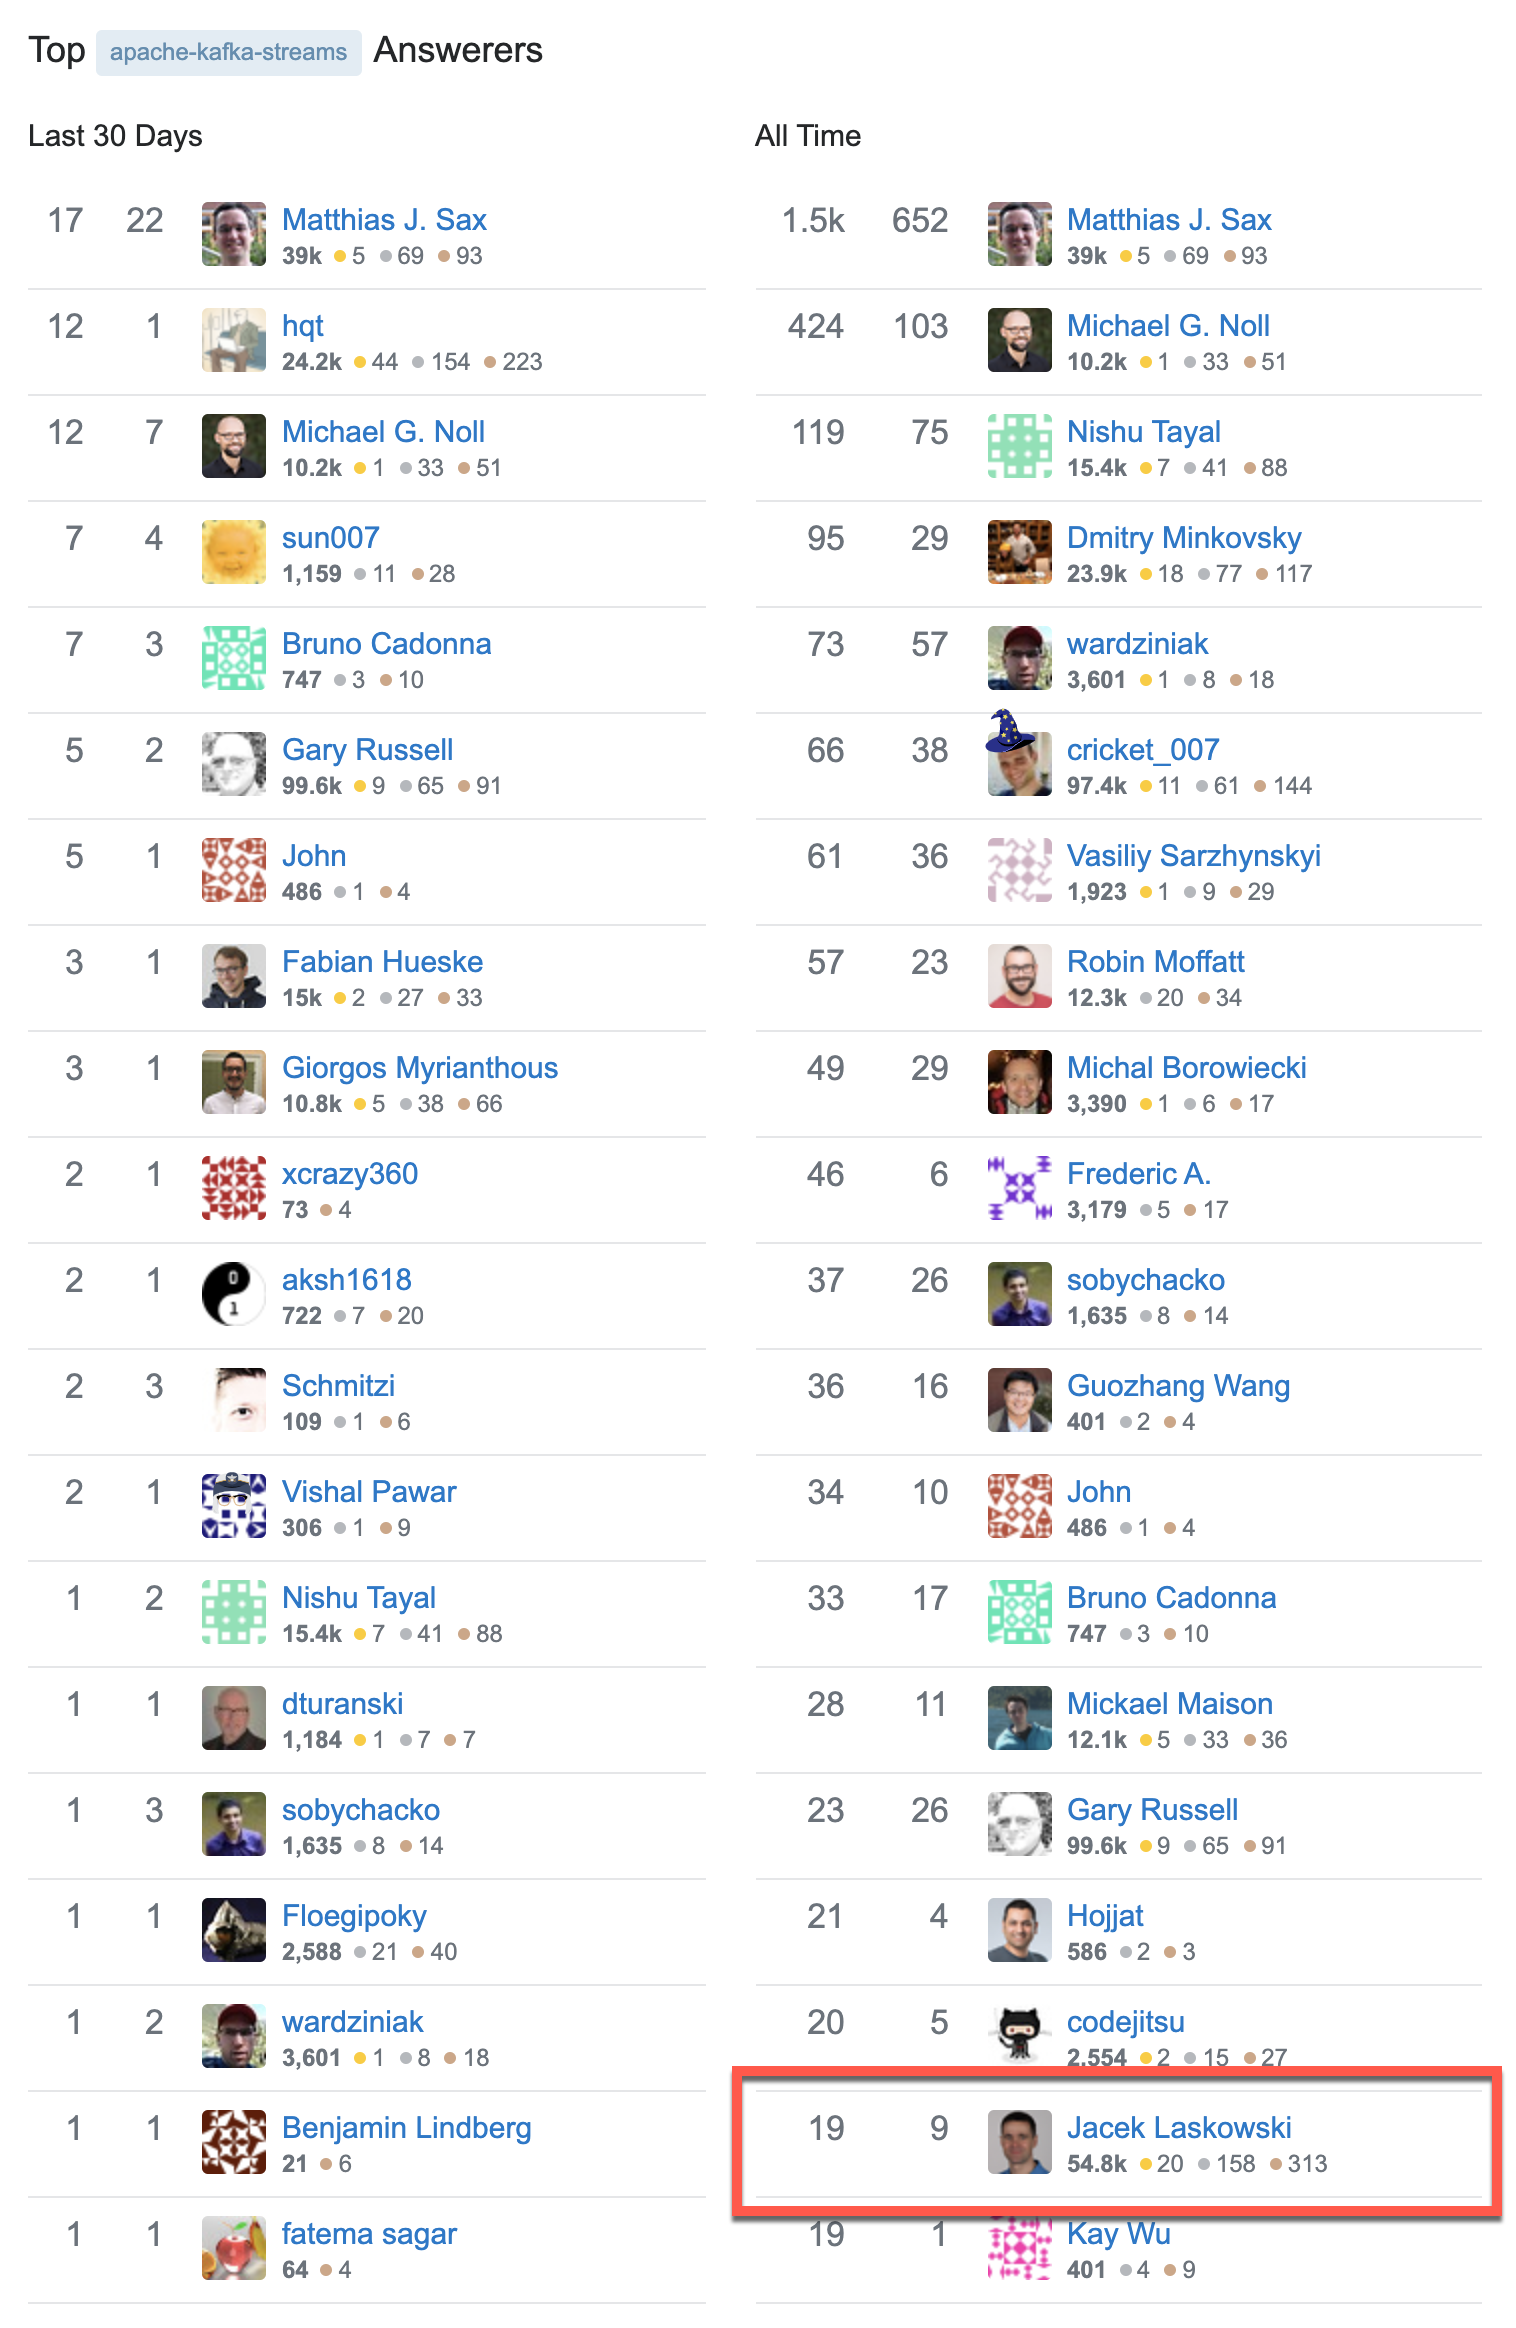 Top apache-kafka-streams Answerers
Last 30 Days
17 22 Matthias J. Sax
39k 5 69 93
12 1 hqt
24.2k 44 154 223
12 7 Michael G. Noll
10.2k 1 33 51
7 4 sun007
1,159 11 28
7 3 Bruno Cadonna
747 3 10
5 2 Gary Russell
99.6k 9 65 91
5 1 John
486 1 4
3 1 Fabian Hueske
15k 2 27 33
3 1 Giorgos Myrianthous
10.8k 5 38 66
2 1 xcrazy360
73 4
2 1 aksh1618
722 7 20
2 3 Schmitzi
109 1 6
2 1 Vishal Pawar
306 1 9
1 2 Nishu Tayal
15.4k 7 41 88
1 1 dturanski
1,184 1 7 7
1 3 sobychacko
1,635 8 14
1 1 Floegipoky
2,588 21 40
1 2 wardziniak
3,601 1 8 18
1 1 Benjamin Lindberg
21 6
1 1 fatema sagar
64 4
All Time
1.5k 652 Matthias J. Sax
39k 5 69 93
424 103 Michael G. Noll
10.2k 1 33 51
119 75 Nishu Tayal
15.4k 7 41 88
95 29 Dmitry Minkovsky
23.9k 18 77 117
73 57 wardziniak
3,601 1 8 18
66 38 cricket_007
97.4k 11 61 144
61 36 Vasiliy Sarzhynskyi
1,923 1 9 29
57 23 Robin Moffatt
12.3k 20 34
49 29 Michal Borowiecki
3,390 1 6 17
46 6 Frederic A.
3,179 5 17
37 26 sobychacko
1,635 8 14
36 16 Guozhang Wang
401 2 4
34 10 John
486 1 4
33 17 Bruno Cadonna
747 3 10
28 11 Mickael Maison
12.1k 5 33 36
23 26 Gary Russell
99.6k 9 65 91
21 4 Hojjat
586 2 3
20 5 codejitsu
2,554 2 15 27
19 9 Jacek Laskowski
54.8k 20 158 313
19 1 Kay Wu
401 4 9